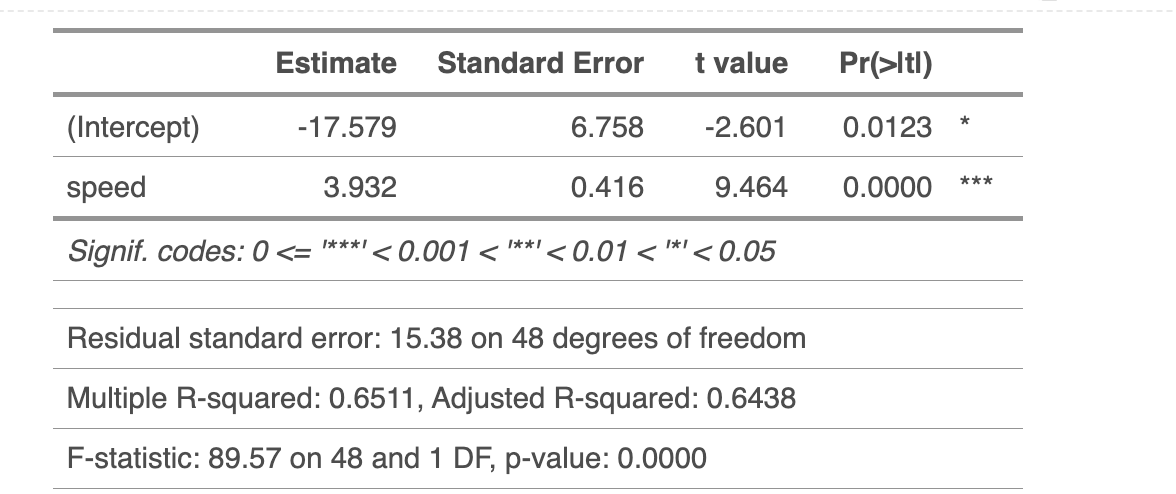 Estimate Standard Error t value Pr(>|t|)
(Intercept) -17.579 6.758 -2.601 0.0123 *
speed 3.932 0.416 9.464 0.0000 ***
Signif. codes: 0 <= '***' < 0.001 < '**' < 0.01 < '*' < 0.05
Residual standard error: 15.38 on 48 degrees of freedom
Multiple R-squared: 0.6511, Adjusted R-squared: 0.6438
F-statistic: 89.57 on 48 and 1 DF, p-value: 0.0000